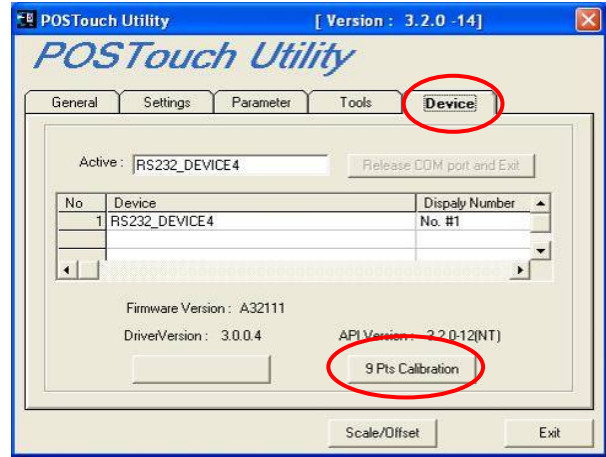 POSTouch Utility [ Version : 3.2.0 -14]
POSTouch Utility
General Settings Parameter Tools Device
Active : RS232_DEVICE4 Release COM port and Exit
No Device Dispaly Number
1 RS232_DEVICE4 No. #1
Firmware Version : A32111
DriverVersion : 3.0.0.4 API Version : 3.2.0-12(NT)
9 Pts Calibration
Scale/Offset Exit